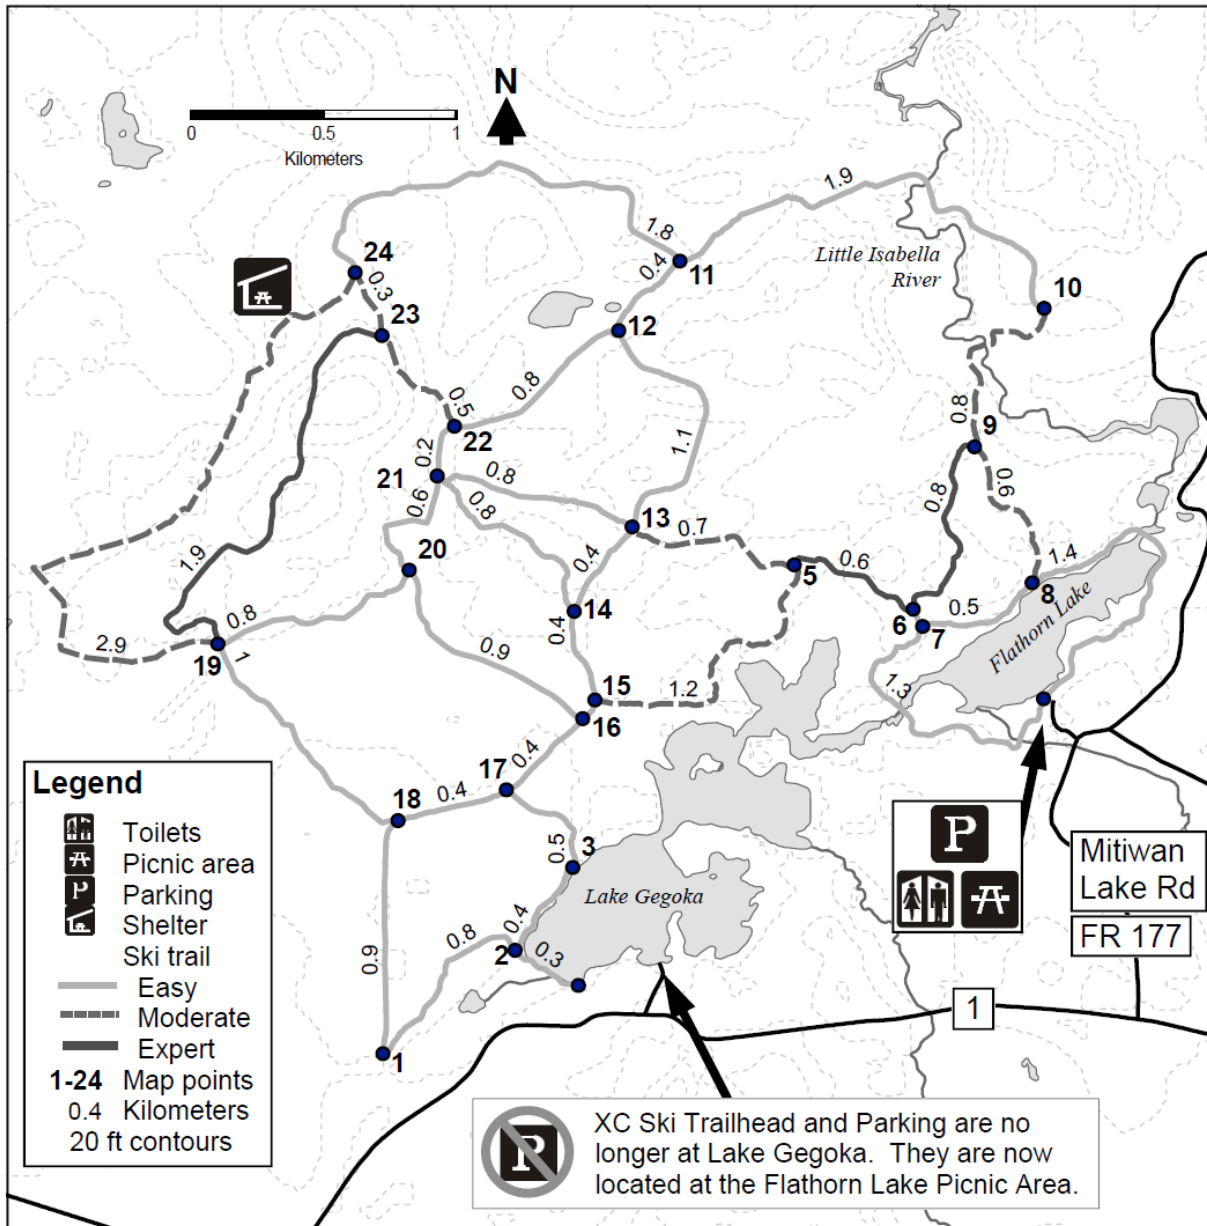 N
0 0.5 1
Kilometers
1.9
1.8
24
0.4
11
Little Isabella
River
0.3
10
23
12
0.8
0.5
22
0.8
9
1.1
0.2
21
0.8
0.6
0.8
0.8
0.6
13
0.7
1.9
20
0.6
1.4
5
0.4
8
0.8
14
0.5
6
7
Flathorn Lake
0.4
2.9
19
1
0.9
15
1.2
1.3
16
17
0.4
18
0.4
3
0.5
Lake Gegoka
0.4
0.8
2
0.3
0.9
1
Legend
Toilets
Picnic area
P Parking
Shelter
Ski trail
Easy
Moderate
Expert
1-24 Map points
0.4 Kilometers
20 ft contours
P
Mitiwan
Lake Rd
FR 177
1
P
XC Ski Trailhead and Parking are no
longer at Lake Gegoka. They are now
located at the Flathorn Lake Picnic Area.